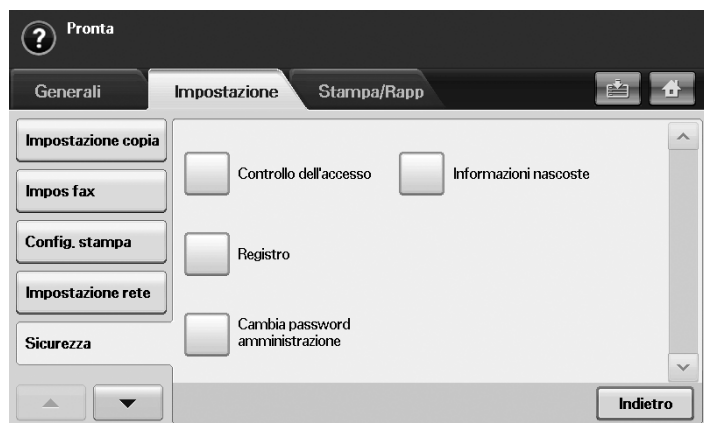 Pronta
Generali
Impostazione
Stampa/Rapp
Impostazione copia
Impos fax
Config. stampa
Impostazione rete
Sicurezza
Controllo dell'accesso
Informazioni nascoste
Registro
Cambia password
amministrazione
Indietro